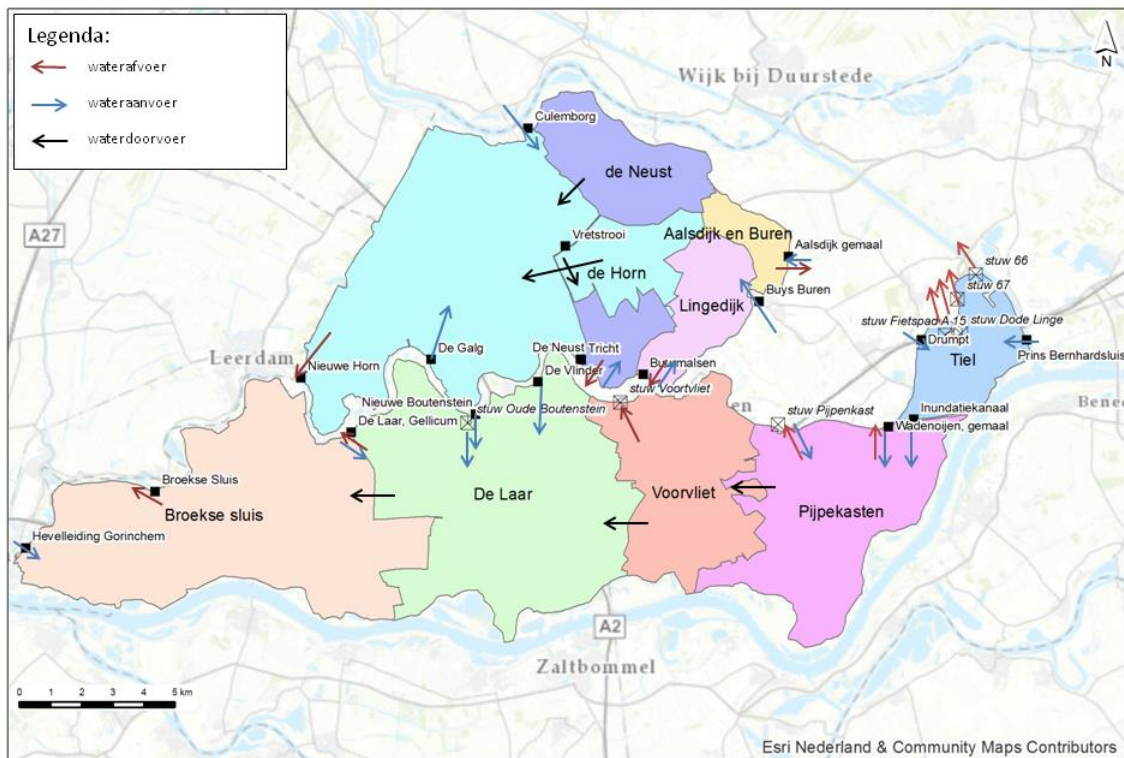 Legenda:
waterafvoer
wateraanvoer
waterdoorvoer
N
Wijk bij Duurstede
Culemborg
de Neust
A27
Vretstrooi
Aalsdijk en Buren
Aalsdijk gemaal
de Horn
stuw 66
stuw 67
Lingedijk
Buys Buren
stuw Fietspad A 15
stuw Dode Linge
Drumpt
Prins Bernhardsluis
Tiel
Leerdam
Nieuwe Horn
De Galg
De Neust Tricht
De Vlinder
Buurmalsen
stuw Voortvliet
en
Bene
Nieuwe Boutenstein
stuw Oude Boutenstein
De Laar, Gellicum
stuw Pijpenkast
Inundatiekanaal
Wadenoijen, gemaal
Broekse Sluis
Broekse sluis
De Laar
Voorvliet
Pijpekasten
Hevelleiding Gorinchem
A2
Zaltbommel
0 1 2 3 4 5 km
Esri Nederland & Community Maps Contributors